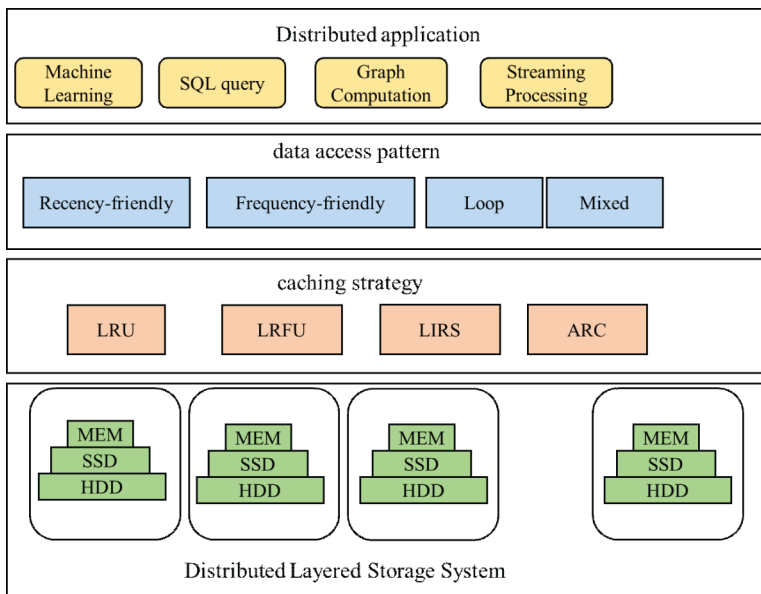 Distributed application
Machine
Learning
SQL query
Graph
Computation
Streaming
Processing
data access pattern
Recency-friendly
Frequency-friendly
Loop
Mixed
caching strategy
LRU
LRFU
LIRS
ARC
MEM
SSD
HDD
MEM
SSD
HDD
MEM
SSD
HDD
MEM
SSD
HDD
Distributed Layered Storage System